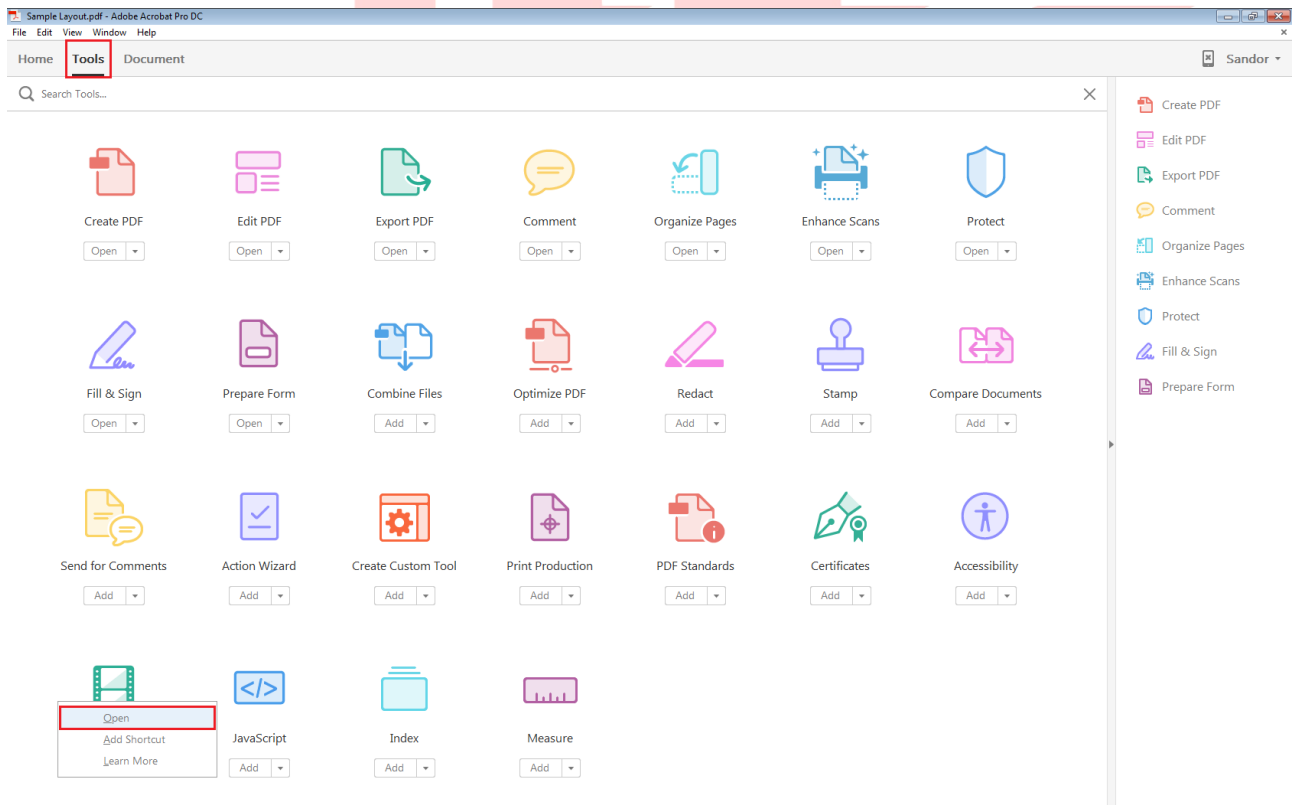 Sample Layout.pdf - Adobe Acrobat Pro DC
File Edit View Window Help
Home Tools Document Sandor
Search Tools...
Create PDF Edit PDF Export PDF Comment Organize Pages Enhance Scans Protect
Open Open Open Open Open Open Open
Fill & Sign Prepare Form Combine Files Optimize PDF Redact Stamp Compare Documents
Open Open Add Add Add Add Add
Send for Comments Action Wizard Create Custom Tool Print Production PDF Standards Certificates Accessibility
Add Add Add Add Add Add Add
Open
Add Shortcut
Learn More
</> JavaScript Index Measure
Add Add Add
Create PDF
Edit PDF
Export PDF
Comment
Organize Pages
Enhance Scans
Protect
Fill & Sign
Prepare Form